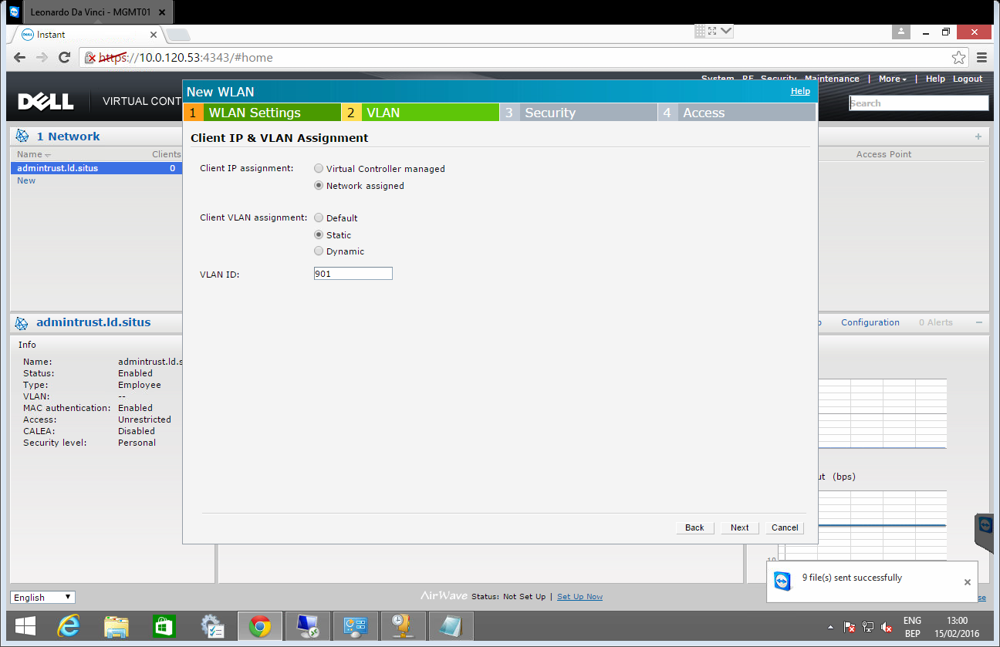 Leonardo Da Vinci - MGMT01
Instant
https://10.0.120.53:4343/#home
System RF Security Maintenance | More | Help Logout
DELL VIRTUAL CONT
Search
New WLAN Help
1 WLAN Settings 2 VLAN 3 Security 4 Access
1 Network
Name Clients
admintrust.ld.situs 0
New
Access Point
Client IP & VLAN Assignment
Client IP assignment: Virtual Controller managed
Network assigned
Client VLAN assignment: Default
Static
Dynamic
VLAN ID: 901
admintrust.ld.situs
Configuration 0 Alerts
Info
Name: admintrust.ld.s
Status: Enabled
Type: Employee
VLAN: --
MAC authentication: Enabled
Access: Unrestricted
CALEA: Disabled
Security level: Personal
(bps)
Back Next Cancel
10
9 file(s) sent successfully
English
AirWave Status: Not Set Up | Set Up Now
ENG
BEP
13:00
15/02/2016